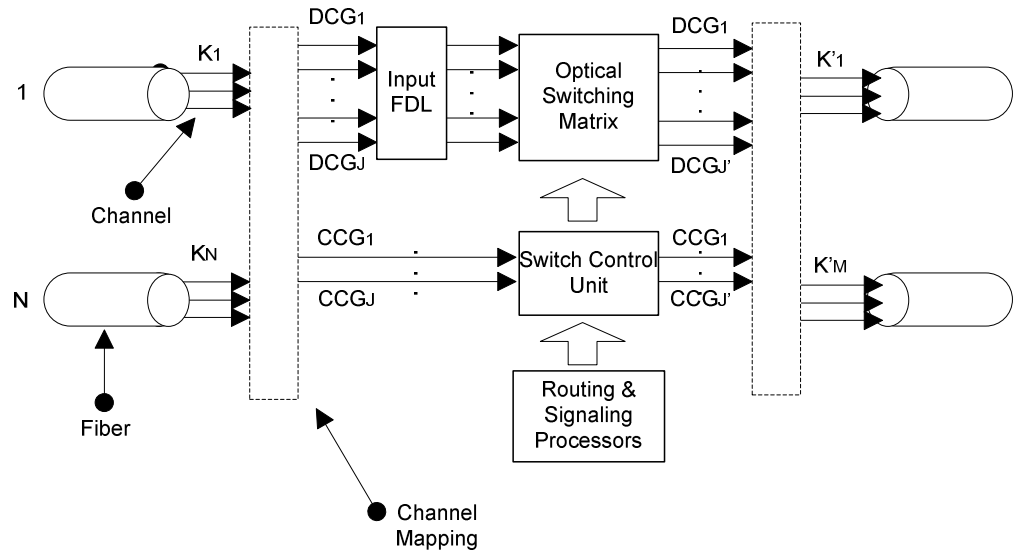 DCG1
DCG1
K1
K'1
Input
FDL
Optical
Switching
Matrix
1
DCGJ
DCGJ'
Channel
KN
CCG1
CCG1
K'M
Switch Control
Unit
N
CCGJ
CCGJ'
Routing &
Signaling
Processors
Fiber
Channel
Mapping